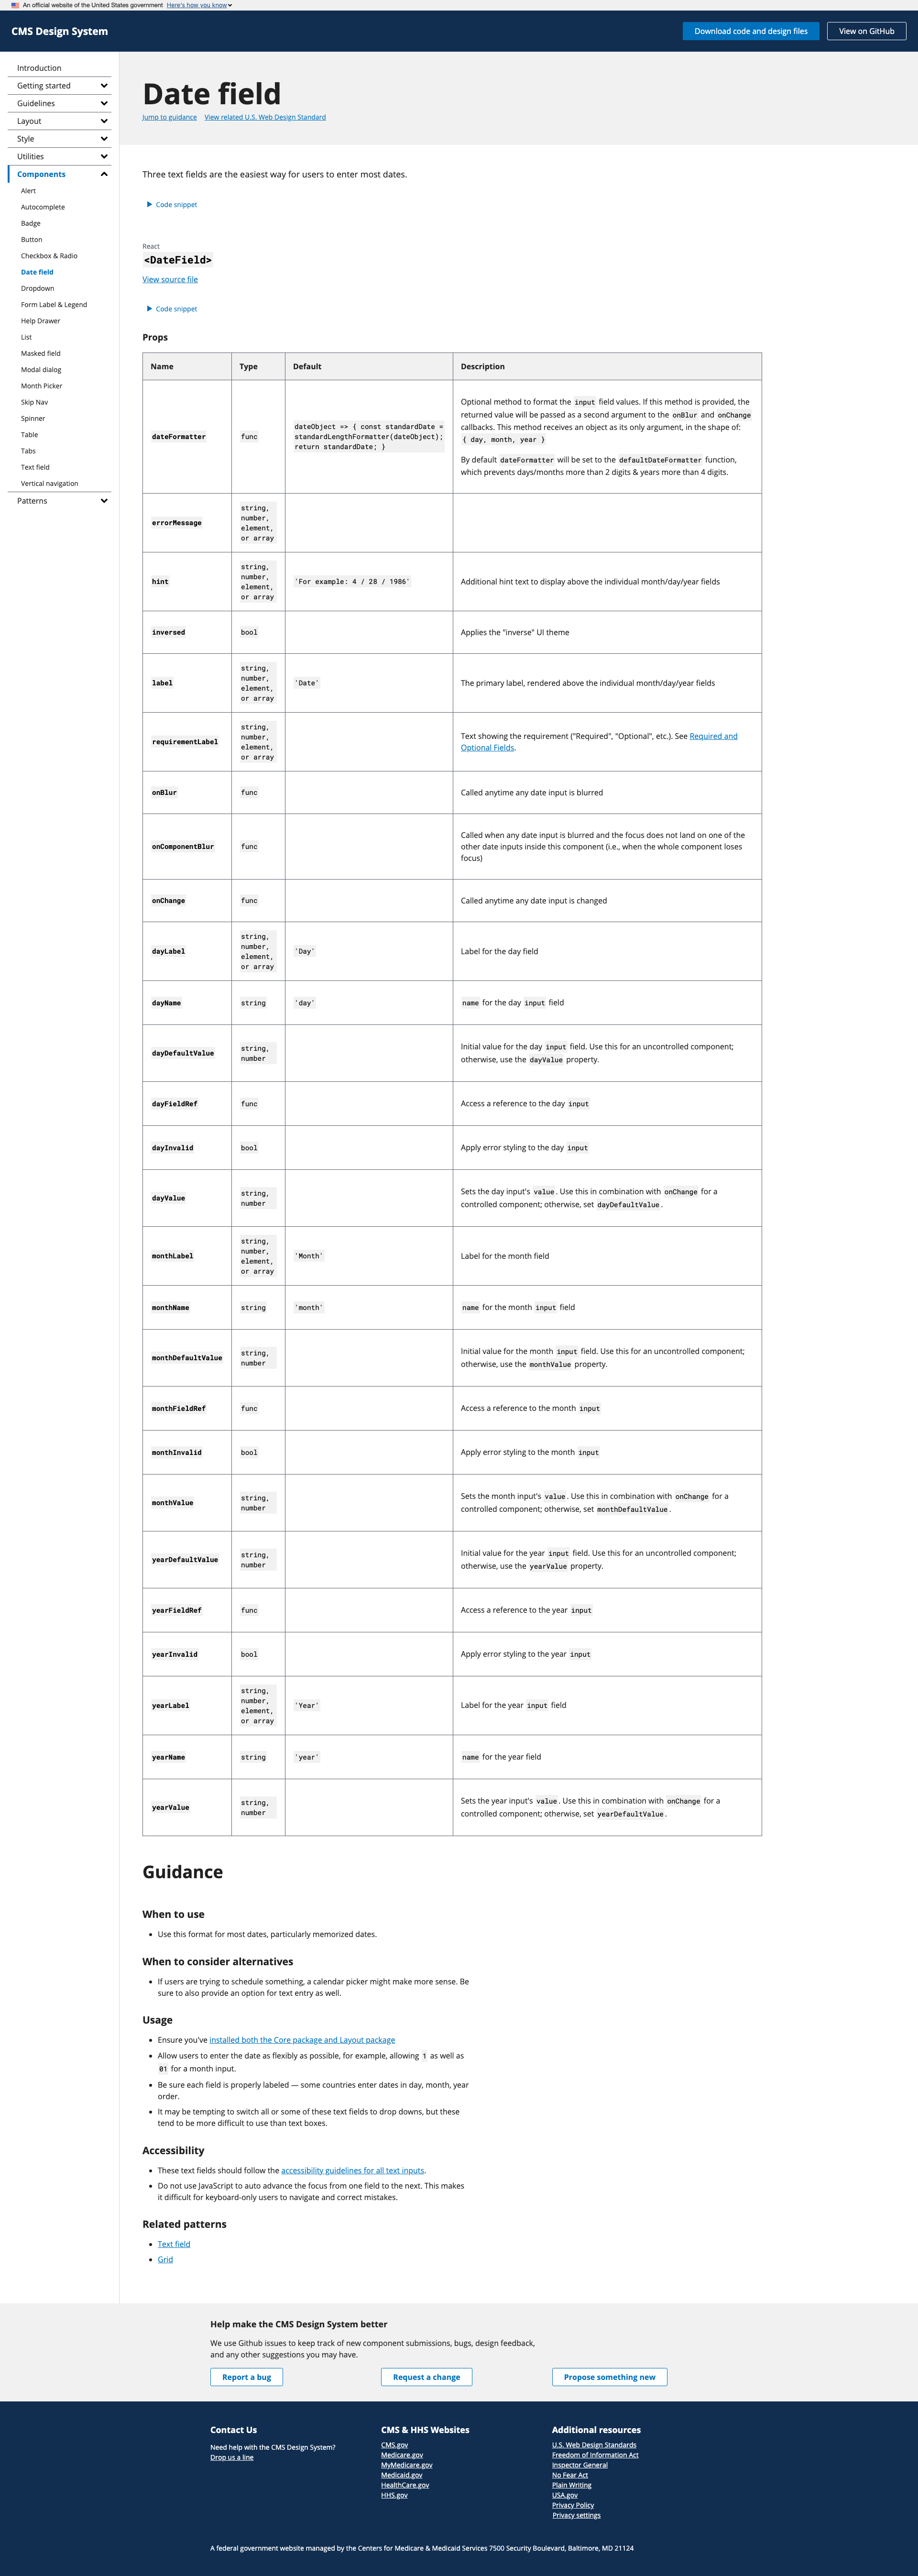 An official website of the United States government Here's how you know
CMS Design System
Download code and design files
View on GitHub
Introduction
Getting started
Guidelines
Layout
Style
Utilities
Components
Alert
Autocomplete
Badge
Button
Checkbox & Radio
Date field
Dropdown
Form Label & Legend
Help Drawer
List
Masked field
Modal dialog
Month Picker
Skip Nav
Spinner
Table
Tabs
Text field
Vertical navigation
Patterns
Date field
Jump to guidance View related U.S. Web Design Standard
Three text fields are the easiest way for users to enter most dates.
Code snippet
React
<DateField>
View source file
Code snippet
Props
Name Type Default Description
dateFormatter
func
dateObject => { const standardDate =
standardLengthFormatter(dateObject);
return standardDate; }
Optional method to format the input field values. If this method is provided, the
returned value will be passed as a second argument to the onBlur and onChange
callbacks. This method receives an object as its only argument, in the shape of:
{ day, month, year }
By default dateFormatter will be set to the defaultDateFormatter function,
which prevents days/months more than 2 digits & years more than 4 digits.
errorMessage
string,
number,
element,
or array
hint
string,
number,
element,
or array
'For example: 4 / 28 / 1986'
Additional hint text to display above the individual month/day/year fields
inversed
bool
Applies the "inverse" UI theme
label
string,
number,
element,
or array
'Date'
The primary label, rendered above the individual month/day/year fields
requirementLabel
string,
number,
element,
or array
Text showing the requirement ("Required", "Optional", etc.). See Required and
Optional Fields.
onBlur
func
Called anytime any date input is blurred
onComponentBlur
func
Called when any date input is blurred and the focus does not land on one of the
other date inputs inside this component (i.e., when the whole component loses
focus)
onChange
func
Called anytime any date input is changed
dayLabel
string,
number,
element,
or array
'Day'
Label for the day field
dayName
string
'day'
name for the day input field
dayDefaultValue
string,
number
Initial value for the day input field. Use this for an uncontrolled component;
otherwise, use the dayValue property.
dayFieldRef
func
Access a reference to the day input
dayInvalid
bool
Apply error styling to the day input
dayValue
string,
number
Sets the day input's value. Use this in combination with onChange for a
controlled component; otherwise, set dayDefaultValue.
monthLabel
string,
number,
element,
or array
'Month'
Label for the month field
monthName
string
'month'
name for the month input field
monthDefaultValue
string,
number
Initial value for the month input field. Use this for an uncontrolled component;
otherwise, use the monthValue property.
monthFieldRef
func
Access a reference to the month input
monthInvalid
bool
Apply error styling to the month input
monthValue
string,
number
Sets the month input's value. Use this in combination with onChange for a
controlled component; otherwise, set monthDefaultValue.
yearDefaultValue
string,
number
Initial value for the year input field. Use this for an uncontrolled component;
otherwise, use the yearValue property.
yearFieldRef
func
Access a reference to the year input
yearInvalid
bool
Apply error styling to the year input
yearLabel
string,
number,
element,
or array
'Year'
Label for the year input field
yearName
string
'year'
name for the year field
yearValue
string,
number
Sets the year input's value. Use this in combination with onChange for a
controlled component; otherwise, set yearDefaultValue.
Guidance
When to use
Use this format for most dates, particularly memorized dates.
When to consider alternatives
If users are trying to schedule something, a calendar picker might make more sense. Be
sure to also provide an option for text entry as well.
Usage
Ensure you've installed both the Core package and Layout package
Allow users to enter the date as flexibly as possible, for example, allowing 1 as well as
01 for a month input.
Be sure each field is properly labeled — some countries enter dates in day, month, year
order.
It may be tempting to switch all or some of these text fields to drop downs, but these
tend to be more difficult to use than text boxes.
Accessibility
These text fields should follow the accessibility guidelines for all text inputs.
Do not use JavaScript to auto advance the focus from one field to the next. This makes
it difficult for keyboard-only users to navigate and correct mistakes.
Related patterns
Text field
Grid
Help make the CMS Design System better
We use Github issues to keep track of new component submissions, bugs, design feedback,
and any other suggestions you may have.
Report a bug
Request a change
Propose something new
Contact Us
Need help with the CMS Design System?
Drop us a line
CMS & HHS Websites
CMS.gov
Medicare.gov
MyMedicare.gov
Medicaid.gov
HealthCare.gov
HHS.gov
Additional resources
U.S. Web Design Standards
Freedom of Information Act
Inspector General
No Fear Act
Plain Writing
USA.gov
Privacy Policy
Privacy settings
A federal government website managed by the Centers for Medicare & Medicaid Services 7500 Security Boulevard, Baltimore, MD 21124